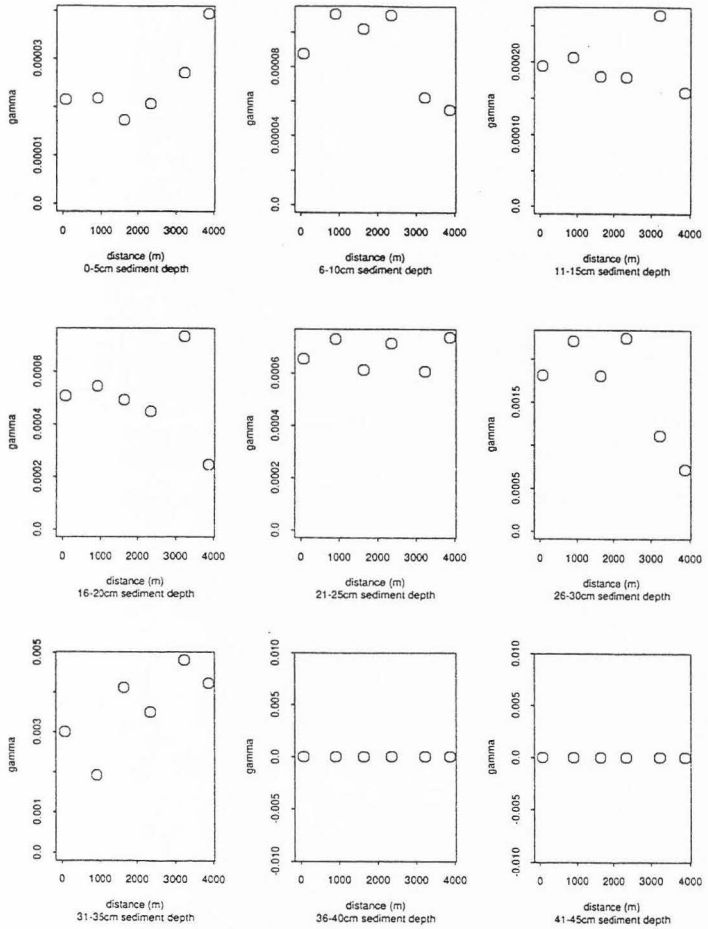 gamma
0.00003
0.00001
0.0
0 1000 2000 3000 4000
distance (m)
0-5cm sediment depth
gamma
0.00008
0.00004
0.0
0 1000 2000 3000 4000
distance (m)
6-10cm sediment depth
gamma
0.00020
0.00010
0.0
0 1000 2000 3000 4000
distance (m)
11-15cm sediment depth
gamma
0.0006
0.0004
0.0002
0.0
0 1000 2000 3000 4000
distance (m)
16-20cm sediment depth
gamma
0.0006
0.0004
0.0002
0.0
0 1000 2000 3000 4000
distance (m)
21-25cm sediment depth
gamma
0.0015
0.0005
0.0
0 1000 2000 3000 4000
distance (m)
26-30cm sediment depth
gamma
0.005
0.003
0.001
0.0
0 1000 2000 3000 4000
distance (m)
31-35cm sediment depth
gamma
0.010
0.005
0.0
-0.005
-0.010
0 1000 2000 3000 4000
distance (m)
36-40cm sediment depth
gamma
0.010
0.005
0.0
-0.005
-0.010
0 1000 2000 3000 4000
distance (m)
41-45cm sediment depth